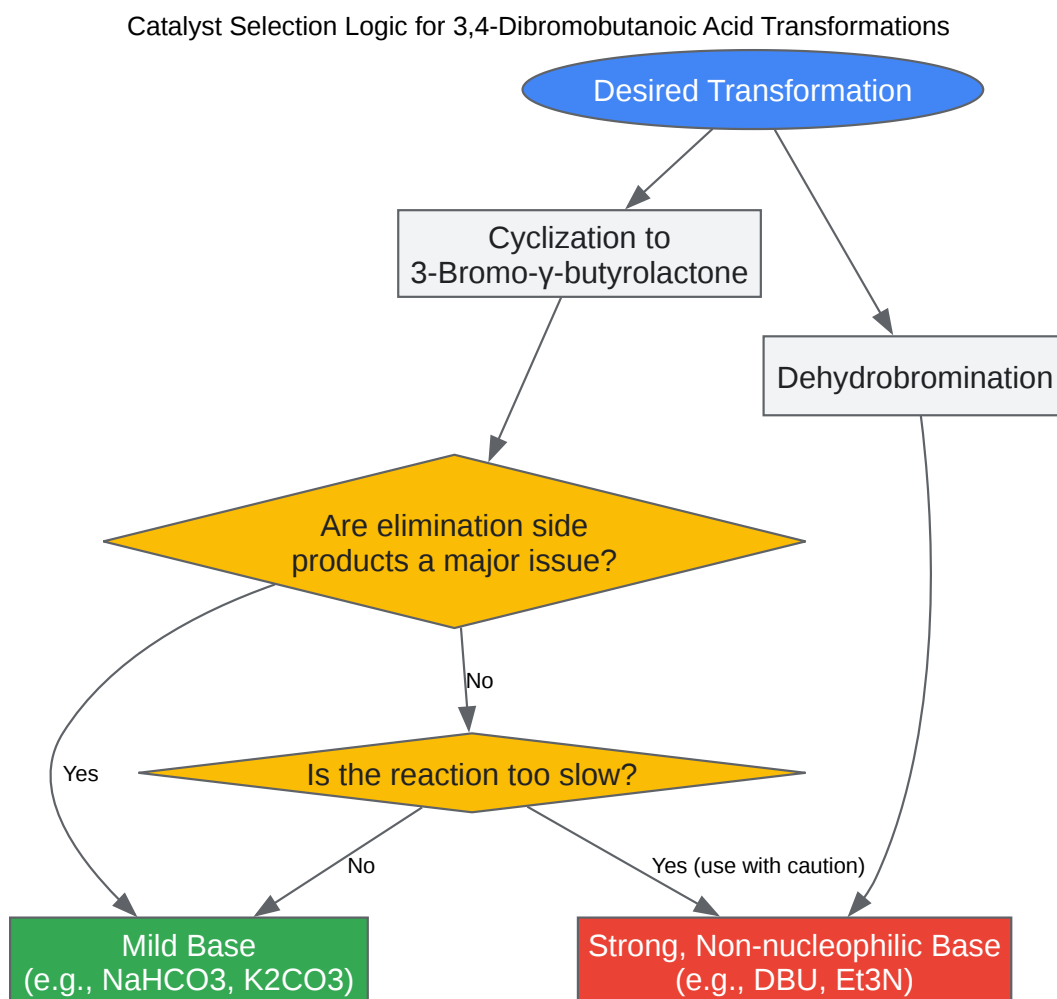 Catalyst Selection Logic for 3,4-Dibromobutanoic Acid Transformations
Desired Transformation
Cyclization to
3-Bromo-γ-butyrolactone
Dehydrobromination
Are elimination side
products a major issue?
No
Yes
Is the reaction too slow?
No
Yes (use with caution)
Mild Base
(e.g., NaHCO3, K2CO3)
Strong, Non-nucleophilic Base
(e.g., DBU, Et3N)